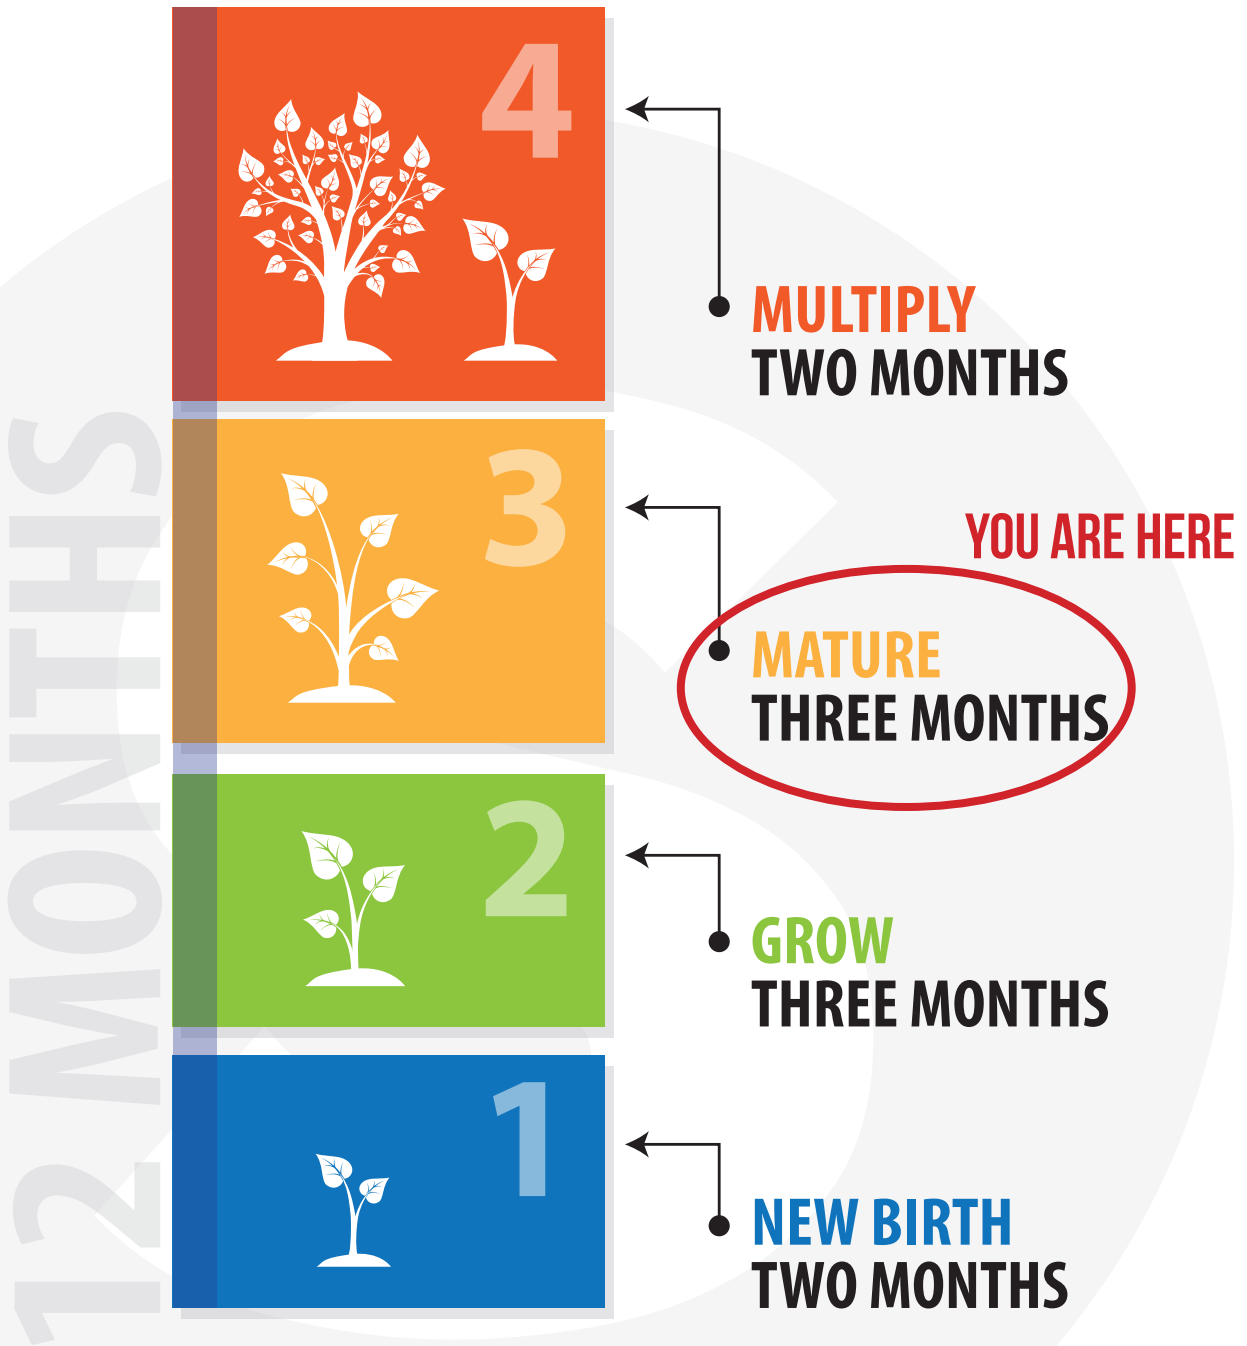 4
MULTIPLY
TWO MONTHS
3
YOU ARE HERE
MATURE
THREE MONTHS
2
GROW
THREE MONTHS
1
NEW BIRTH
TWO MONTHS
12 MONTHS